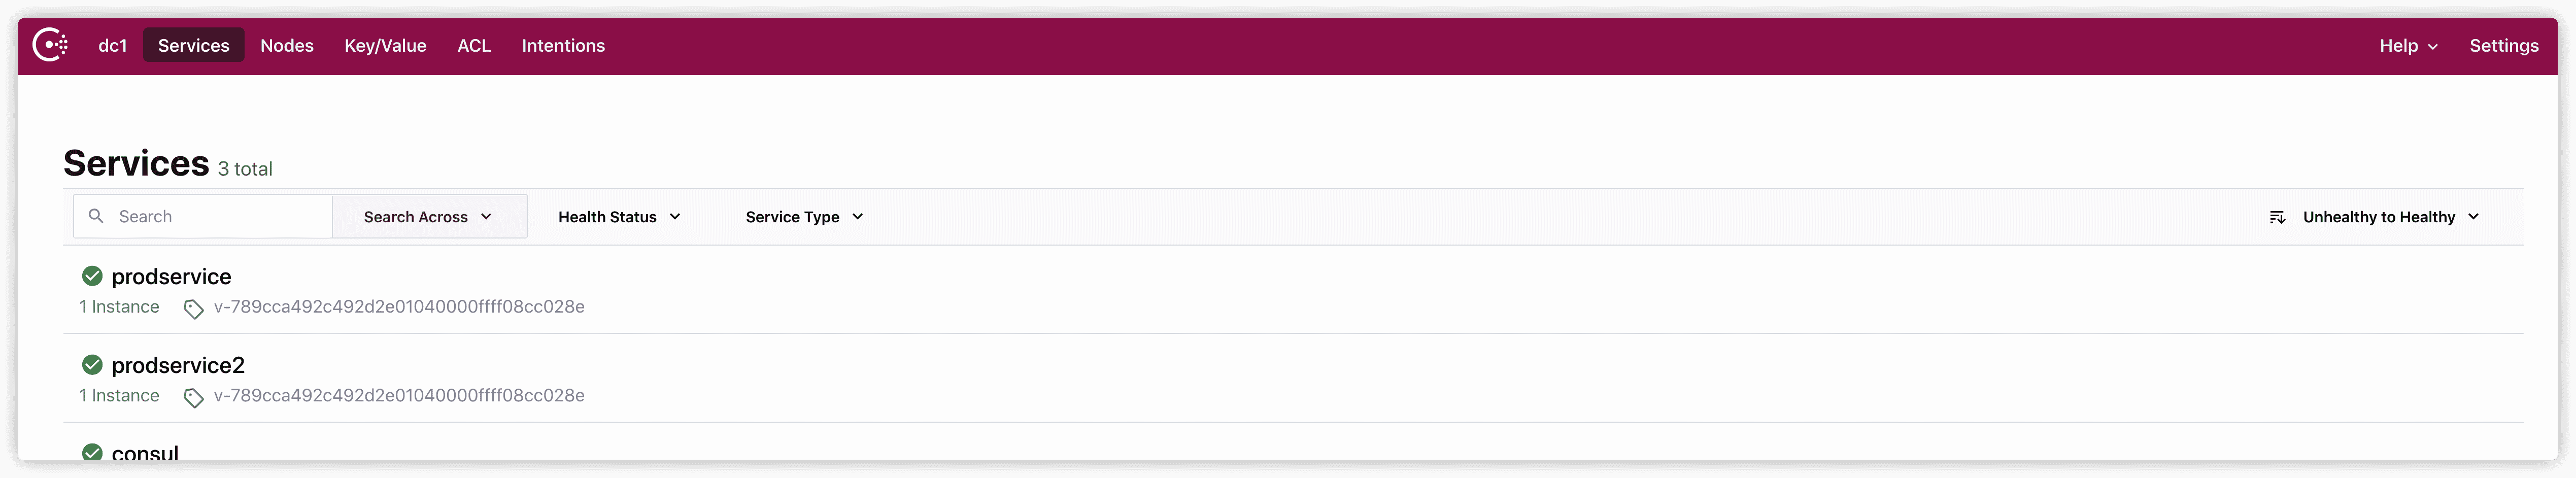 dc1 Services Nodes Key/Value ACL Intentions Help Settings
Services 3 total
Search Search Across Health Status Service Type Unhealthy to Healthy
prodservice
1 Instance v-789cca492c492d2e01040000ffff08cc028e
prodservice2
1 Instance v-789cca492c492d2e01040000ffff08cc028e
consul